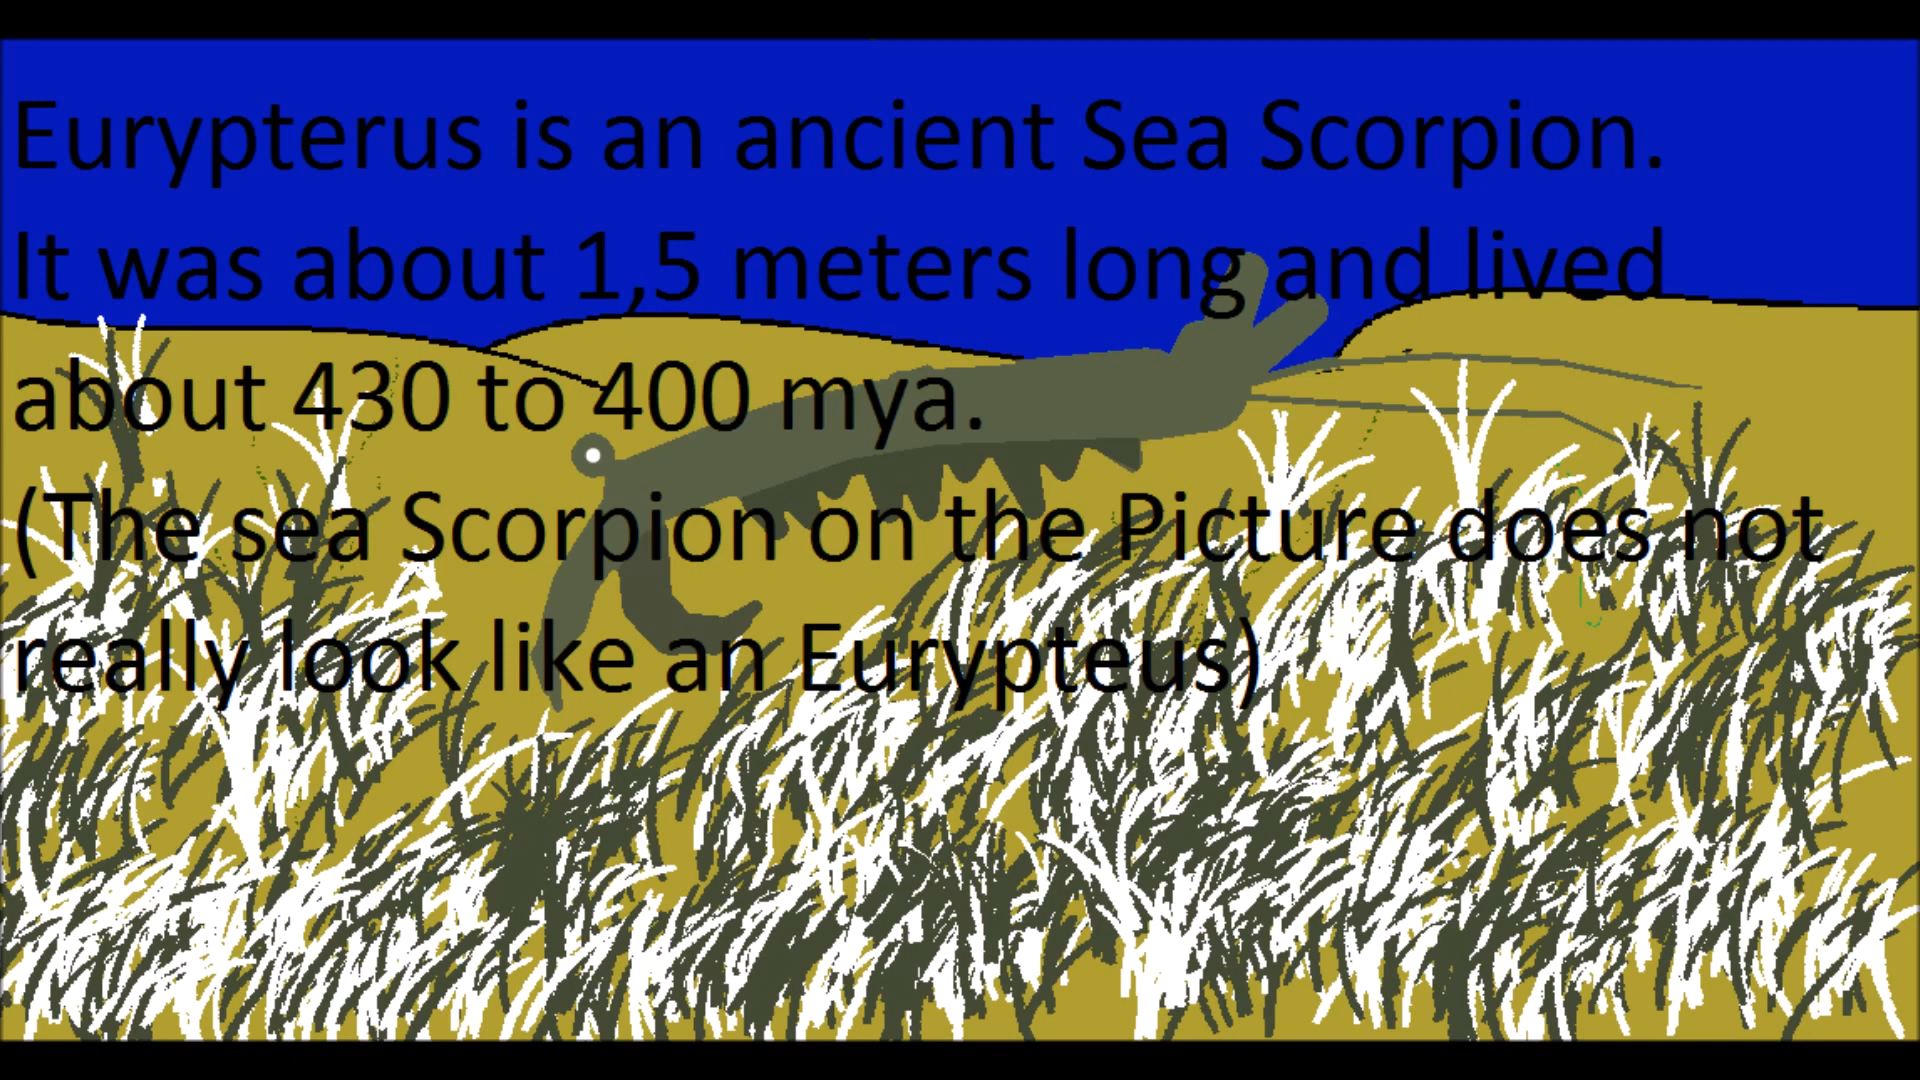 Eurypterus is an ancient Sea Scorpion.
It was about 1,5 meters long and lived
about 430 to 400 mya.
(The sea Scorpion on the Picture does not
really look like an Eurypteus)